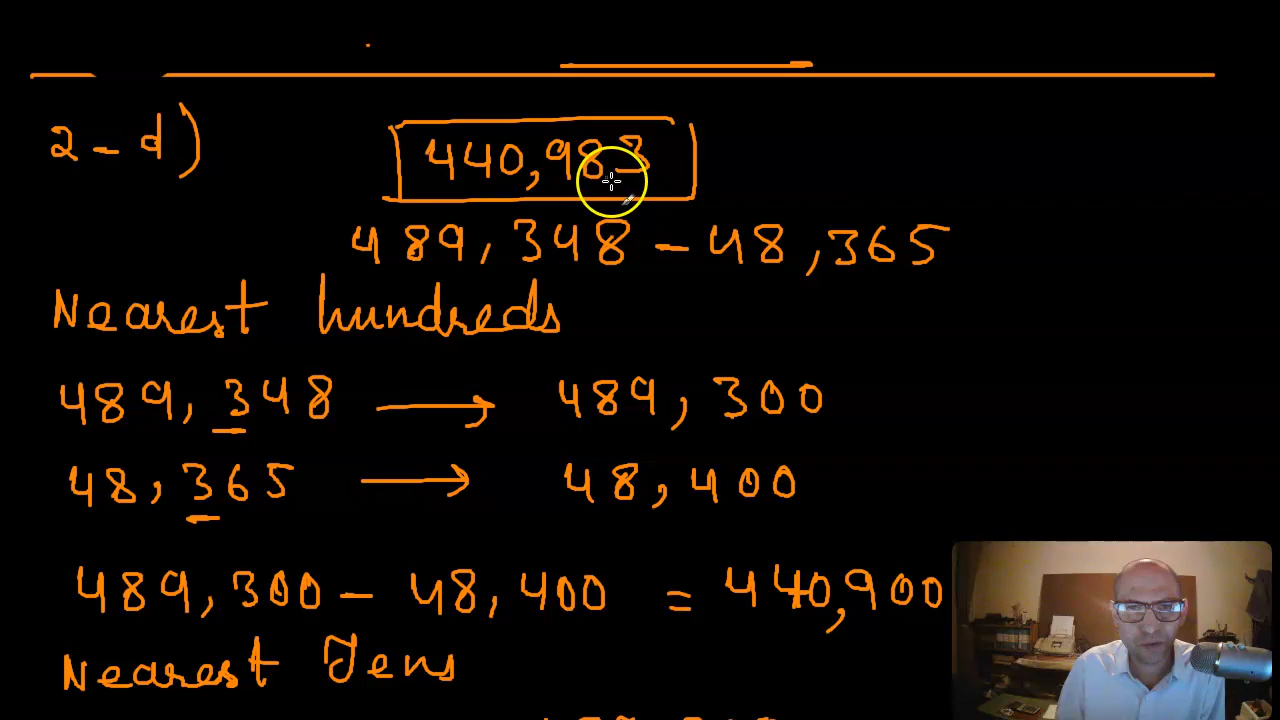 2 - d)
440,983
489,348 - 48,365
Nearest hundreds
489,348 → 489,300
48,365 → 48,400
489,300 - 48,400 = 440,900
Nearest Tens